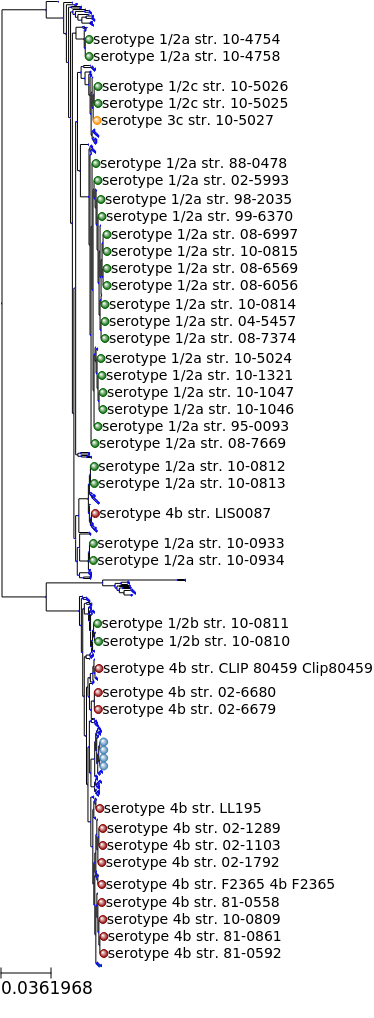 serotype 1/2a str. 10-4754
serotype 1/2a str. 10-4758
serotype 1/2c str. 10-5026
serotype 1/2c str. 10-5025
serotype 3c str. 10-5027
serotype 1/2a str. 88-0478
serotype 1/2a str. 02-5993
serotype 1/2a str. 98-2035
serotype 1/2a str. 99-6370
serotype 1/2a str. 08-6997
serotype 1/2a str. 10-0815
serotype 1/2a str. 08-6569
serotype 1/2a str. 08-6056
serotype 1/2a str. 10-0814
serotype 1/2a str. 04-5457
serotype 1/2a str. 08-7374
serotype 1/2a str. 10-5024
serotype 1/2a str. 10-1321
serotype 1/2a str. 10-1047
serotype 1/2a str. 10-1046
serotype 1/2a str. 95-0093
serotype 1/2a str. 08-7669
serotype 1/2a str. 10-0812
serotype 1/2a str. 10-0813
serotype 4b str. LIS0087
serotype 1/2a str. 10-0933
serotype 1/2a str. 10-0934
serotype 1/2b str. 10-0811
serotype 1/2b str. 10-0810
serotype 4b str. CLIP 80459 Clip80459
serotype 4b str. 02-6680
serotype 4b str. 02-6679
serotype 4b str. LL195
serotype 4b str. 02-1289
serotype 4b str. 02-1103
serotype 4b str. 02-1792
serotype 4b str. F2365 4b F2365
serotype 4b str. 81-0558
serotype 4b str. 10-0809
serotype 4b str. 81-0861
serotype 4b str. 81-0592
0.0361968